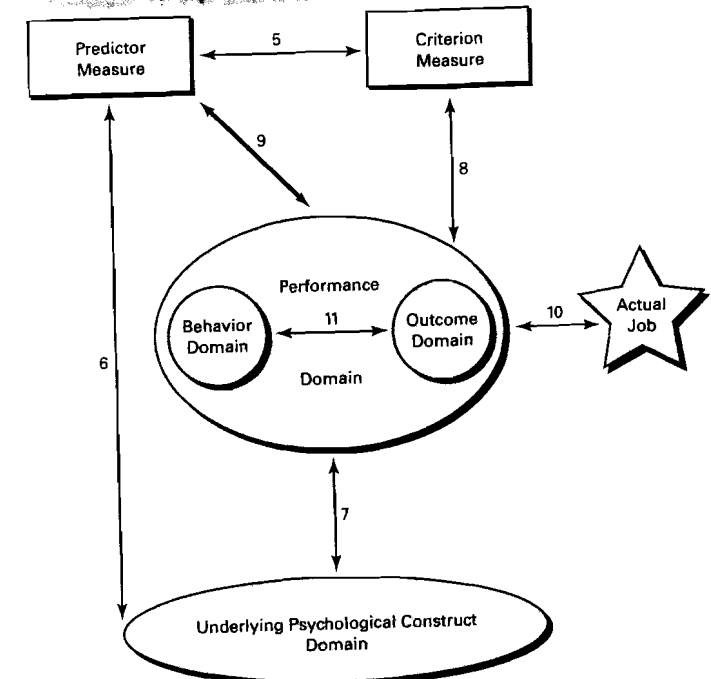 Predictor
Measure
5
Criterion
Measure
9
8
Performance
Behavior
Domain
11
Outcome
Domain
10
Actual
Job
Domain
6
7
Underlying Psychological Construct
Domain